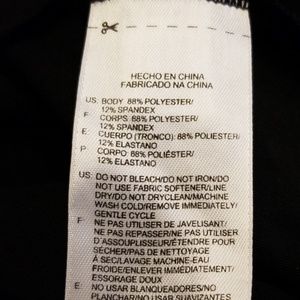 HECHO EN CHINA
FABRICADO NA CHINA
US: BODY: 88% POLYESTER/
12% SPANDEX
F: CORPS: 88% POLYESTER/
12% SPANDEX
E: CUERPO (TRONCO): 88% POLIESTER/
12% ELASTANO
P: CORPO: 88% POLIÉSTER/
12% ELASTANO
US: DO NOT BLEACH/DO NOT IRON/DO
NOT USE FABRIC SOFTENER/LINE
DRY/DO NOT DRYCLEAN/MACHINE
WASH COLD/REMOVE IMMEDIATELY/
GENTLE CYCLE
F: NE PAS UTILISER DE JAVELISANT/
NE PAS REPASSER/NE PAS UTILISER
D'ASSOUPLISSEUR/ÉTENDRE POUR
SÉCHER/PAS DE NETTOYAGE
À SEC/LAVAGE MACHINE-EAU
FROIDE/ENLEVER IMMÉDIATEMENT/
ESSORAGE DOUX
E: NO USAR BLANQUEADORES/NO
PLANCHAR/NO USAR SUAVIZANTES